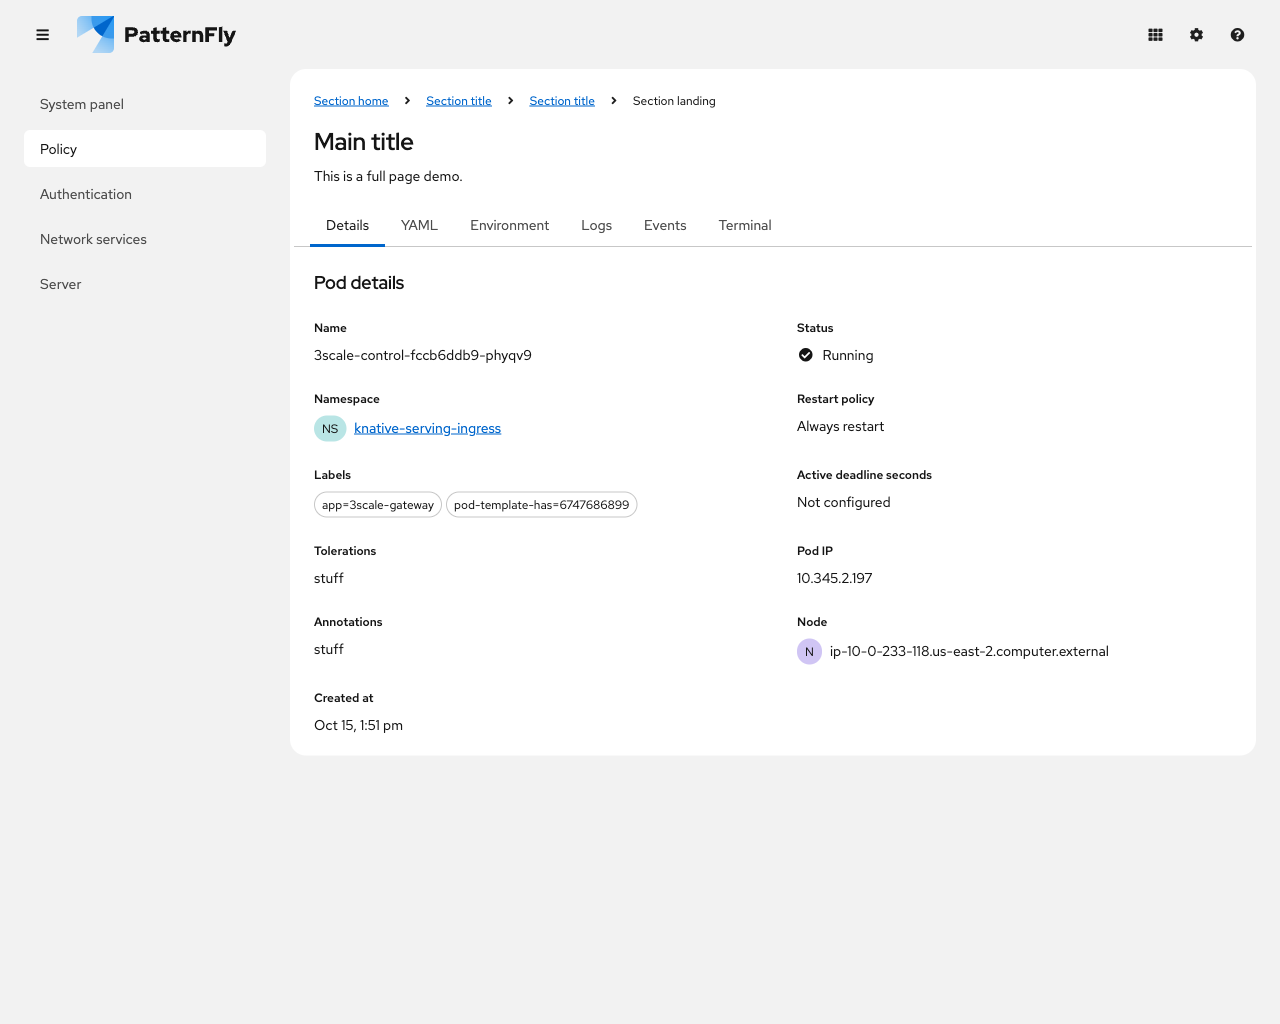 PatternFly
System panel
Policy
Authentication
Network services
Server
Section home Section title Section title Section landing
Main title
This is a full page demo.
Details YAML Environment Logs Events Terminal
Pod details
Name
3scale-control-fccb6ddb9-phyqv9
Status
Running
Namespace
NS knative-serving-ingress
Restart policy
Always restart
Labels
app=3scale-gateway pod-template-has=6747686899
Active deadline seconds
Not configured
Tolerations
stuff
Pod IP
10.345.2.197
Annotations
stuff
Node
N ip-10-0-233-118.us-east-2.computer.external
Created at
Oct 15, 1:51 pm